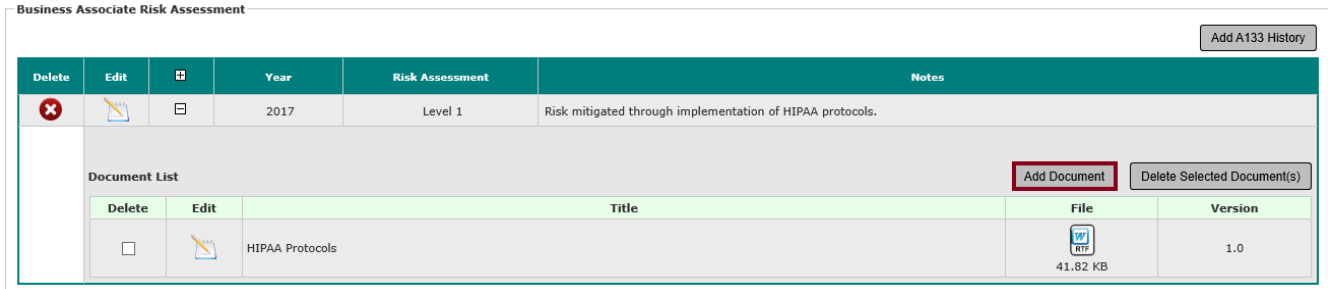 Business Associate Risk Assessment
Add A133 History
Delete Edit Year Risk Assessment Notes
2017 Level 1 Risk mitigated through implementation of HIPAA protocols.
Document List Add Document Delete Selected Document(s)
Delete Edit Title File Version
HIPAA Protocols W RTF 1.0
41.82 KB